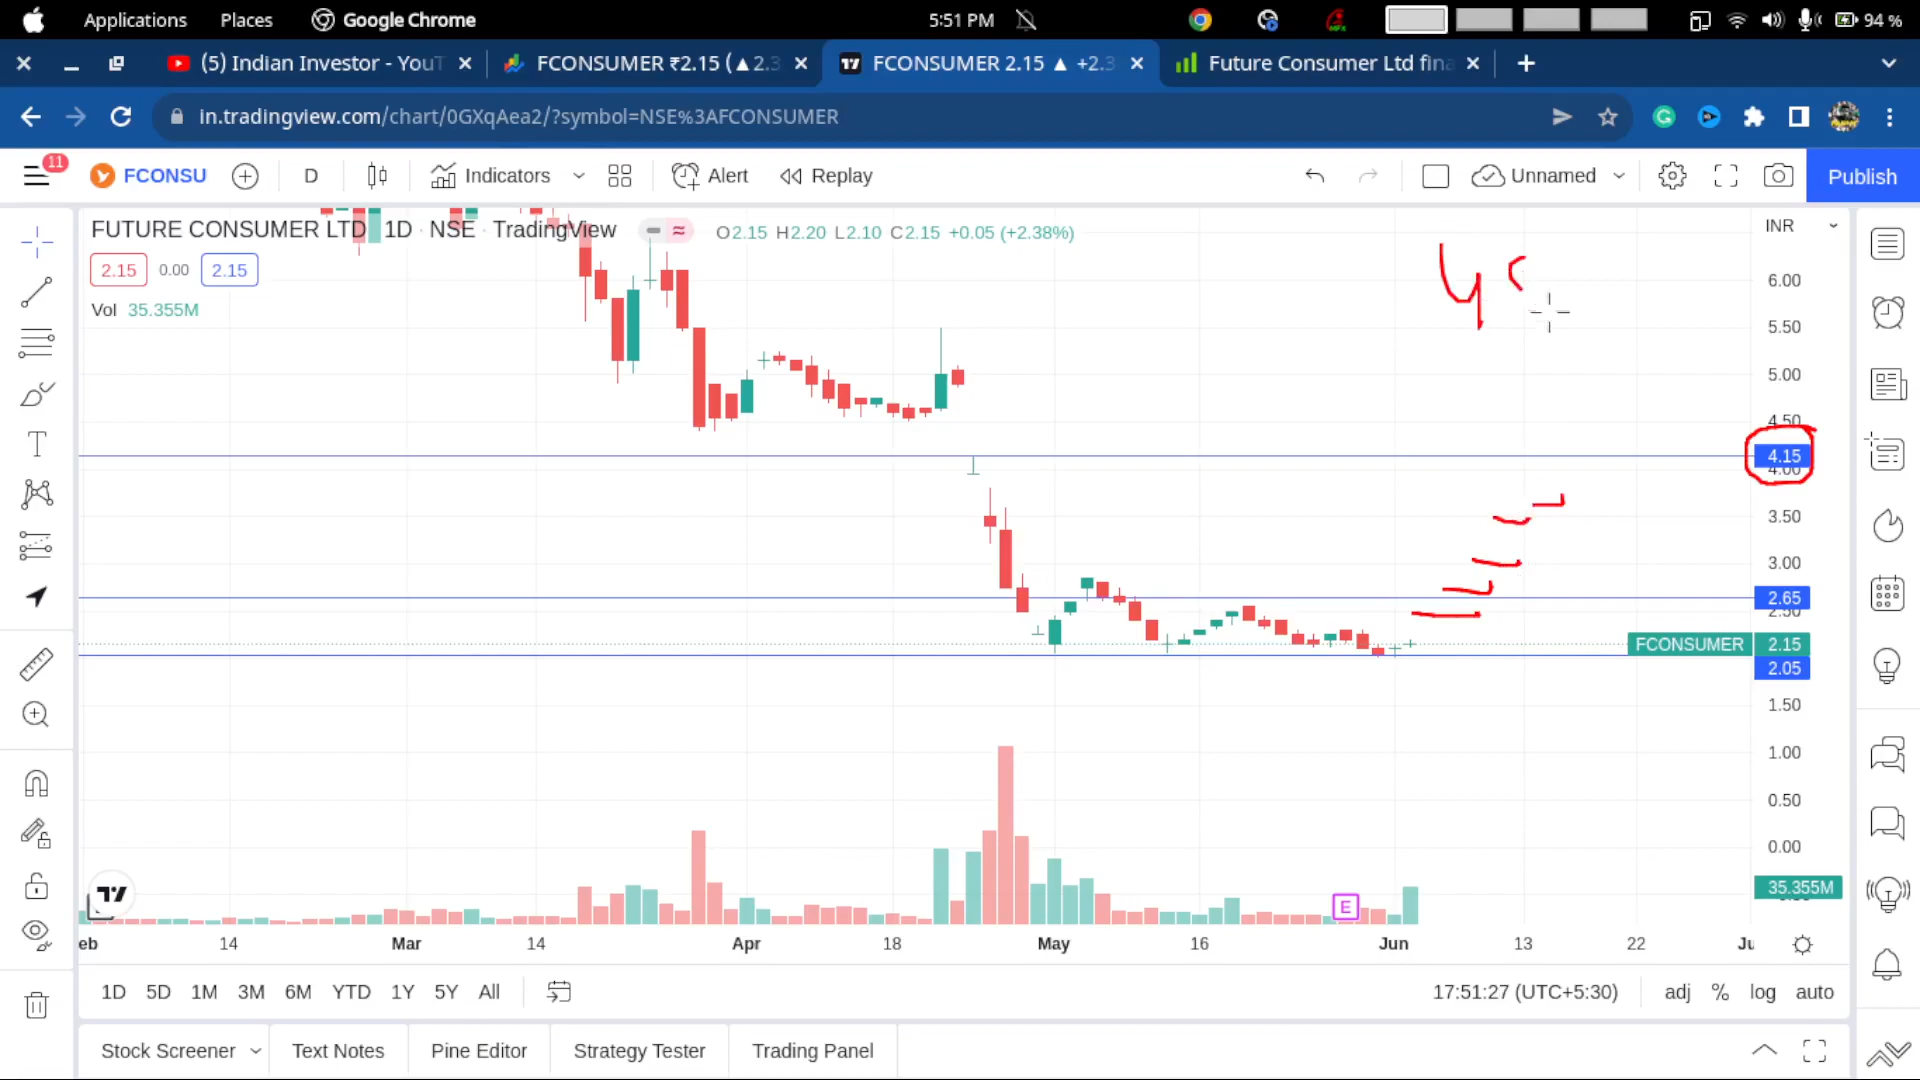 Applications Places Google Chrome 5:51 PM 94 %
(5) Indian Investor - YouT FCONSUMER ₹2.15 (▲2.3 FCONSUMER 2.15 ▲ +2.3 Future Consumer Ltd fina
in.tradingview.com/chart/0GXqAea2/?symbol=NSE%3AFCONSUMER
11 FCONSU D Indicators Alert Replay Unnamed Publish
FUTURE CONSUMER LTD · 1D · NSE · TradingView O2.15 H2.20 L2.10 C2.15 +0.05 (+2.38%) INR
2.15 0.00 2.15
Vol 35.355M
6.00
5.50
5.00
4.50
4.15
4.00
3.50
3.00
2.65
2.50
FCONSUMER 2.15
2.05
1.50
1.00
0.50
0.00
35.355M
E
eb 14 Mar 14 Apr 18 May 16 Jun 13 22 Ju
1D 5D 1M 3M 6M YTD 1Y 5Y All 17:51:27 (UTC+5:30) adj % log auto
Stock Screener Text Notes Pine Editor Strategy Tester Trading Panel